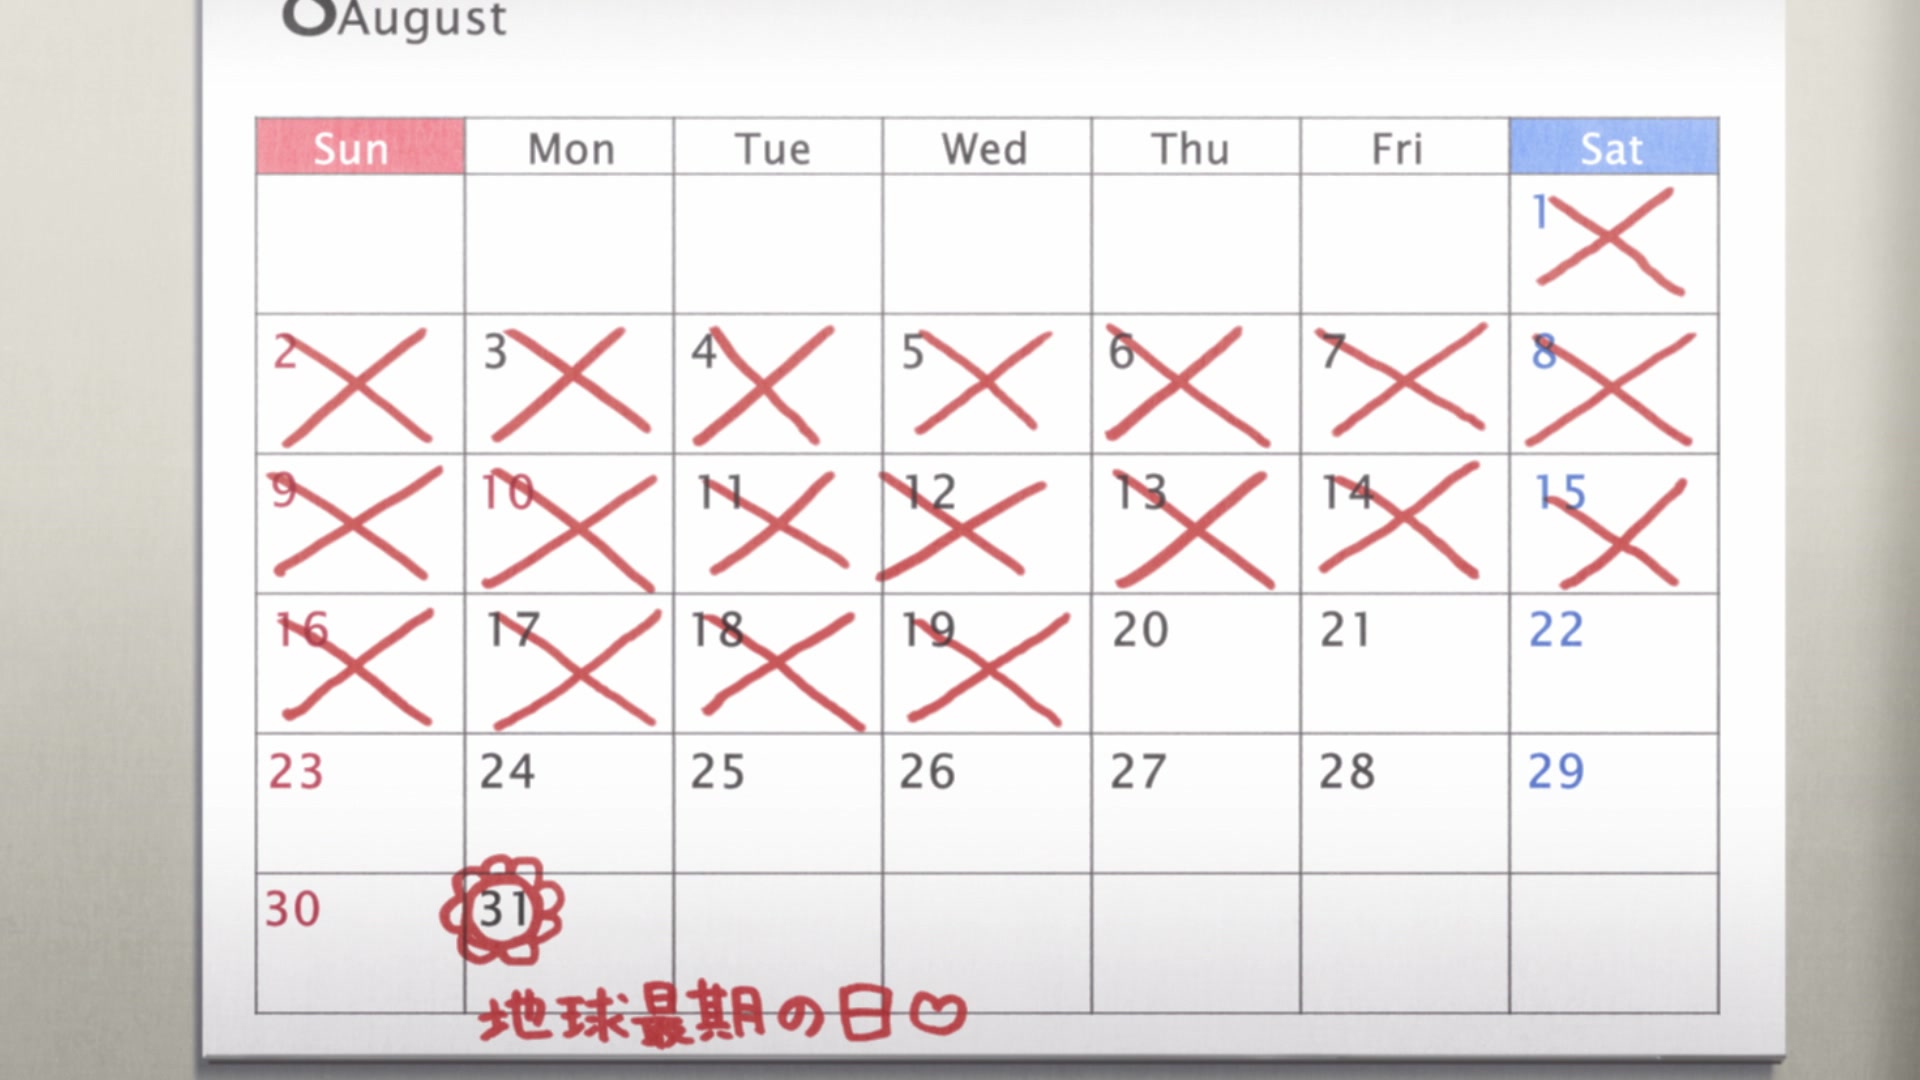 8August
Sun Mon Tue Wed Thu Fri Sat
1
2 3 4 5 6 7 8
9 10 11 12 13 14 15
16 17 18 19 20 21 22
23 24 25 26 27 28 29
30 31
地球最期の日♡